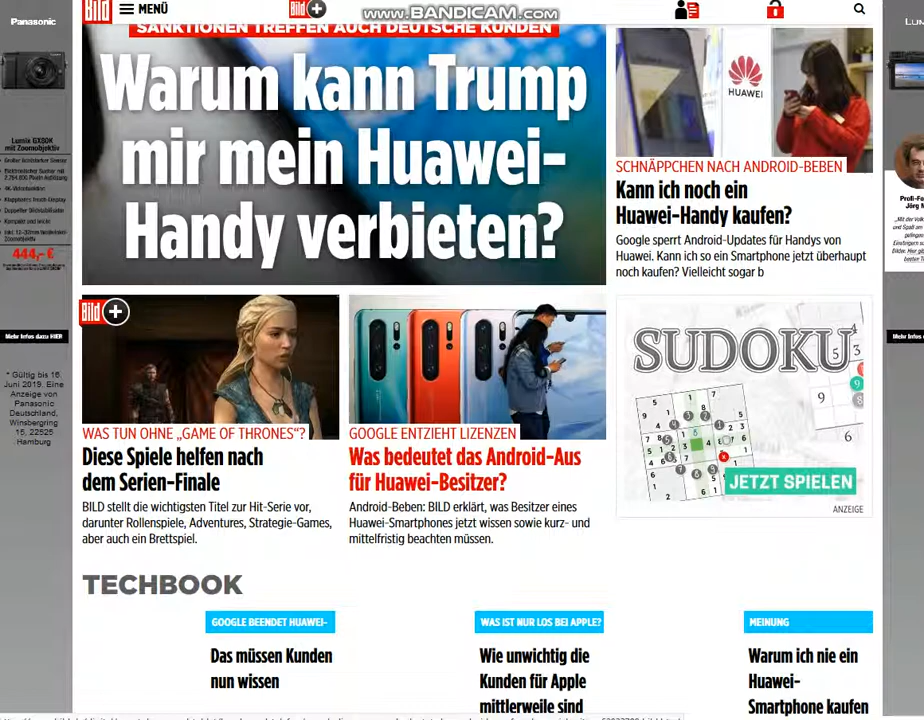 Panasonic
Bild
MENÜ
Bild +
www.BANDICAM.com
SANKTIONEN TREFFEN AUCH DEUTSCHE KUNDEN
Warum kann Trump
mir mein Huawei-
Handy verbieten?
HUAWEI
SCHNÄPPCHEN NACH ANDROID-BEBEN
Kann ich noch ein
Huawei-Handy kaufen?
Google sperrt Android-Updates für Handys von
Huawei. Kann ich so ein Smartphone jetzt überhaupt
noch kaufen? Vielleicht sogar b
Lumix GX80K
mit Zoomobjektiv
444,- €
Mehr Infos dazu HIER
* Gültig bis 16.
Juni 2019. Eine
Anzeige von
Panasonic
Deutschland,
Winsbergring
15, 22525
Hamburg
Bild +
WAS TUN OHNE „GAME OF THRONES“?
Diese Spiele helfen nach
dem Serien-Finale
BILD stellt die wichtigsten Titel zur Hit-Serie vor,
darunter Rollenspiele, Adventures, Strategie-Games,
aber auch ein Brettspiel.
GOOGLE ENTZIEHT LIZENZEN
Was bedeutet das Android-Aus
für Huawei-Besitzer?
Android-Beben: BILD erklärt, was Besitzer eines
Huawei-Smartphones jetzt wissen sowie kurz- und
mittelfristig beachten müssen.
SUDOKU
JETZT SPIELEN
ANZEIGE
TECHBOOK
GOOGLE BEENDET HUAWEI-
Das müssen Kunden
nun wissen
WAS IST NUR LOS BEI APPLE?
Wie unwichtig die
Kunden für Apple
mittlerweile sind
MEINUNG
Warum ich nie ein
Huawei-
Smartphone kaufen